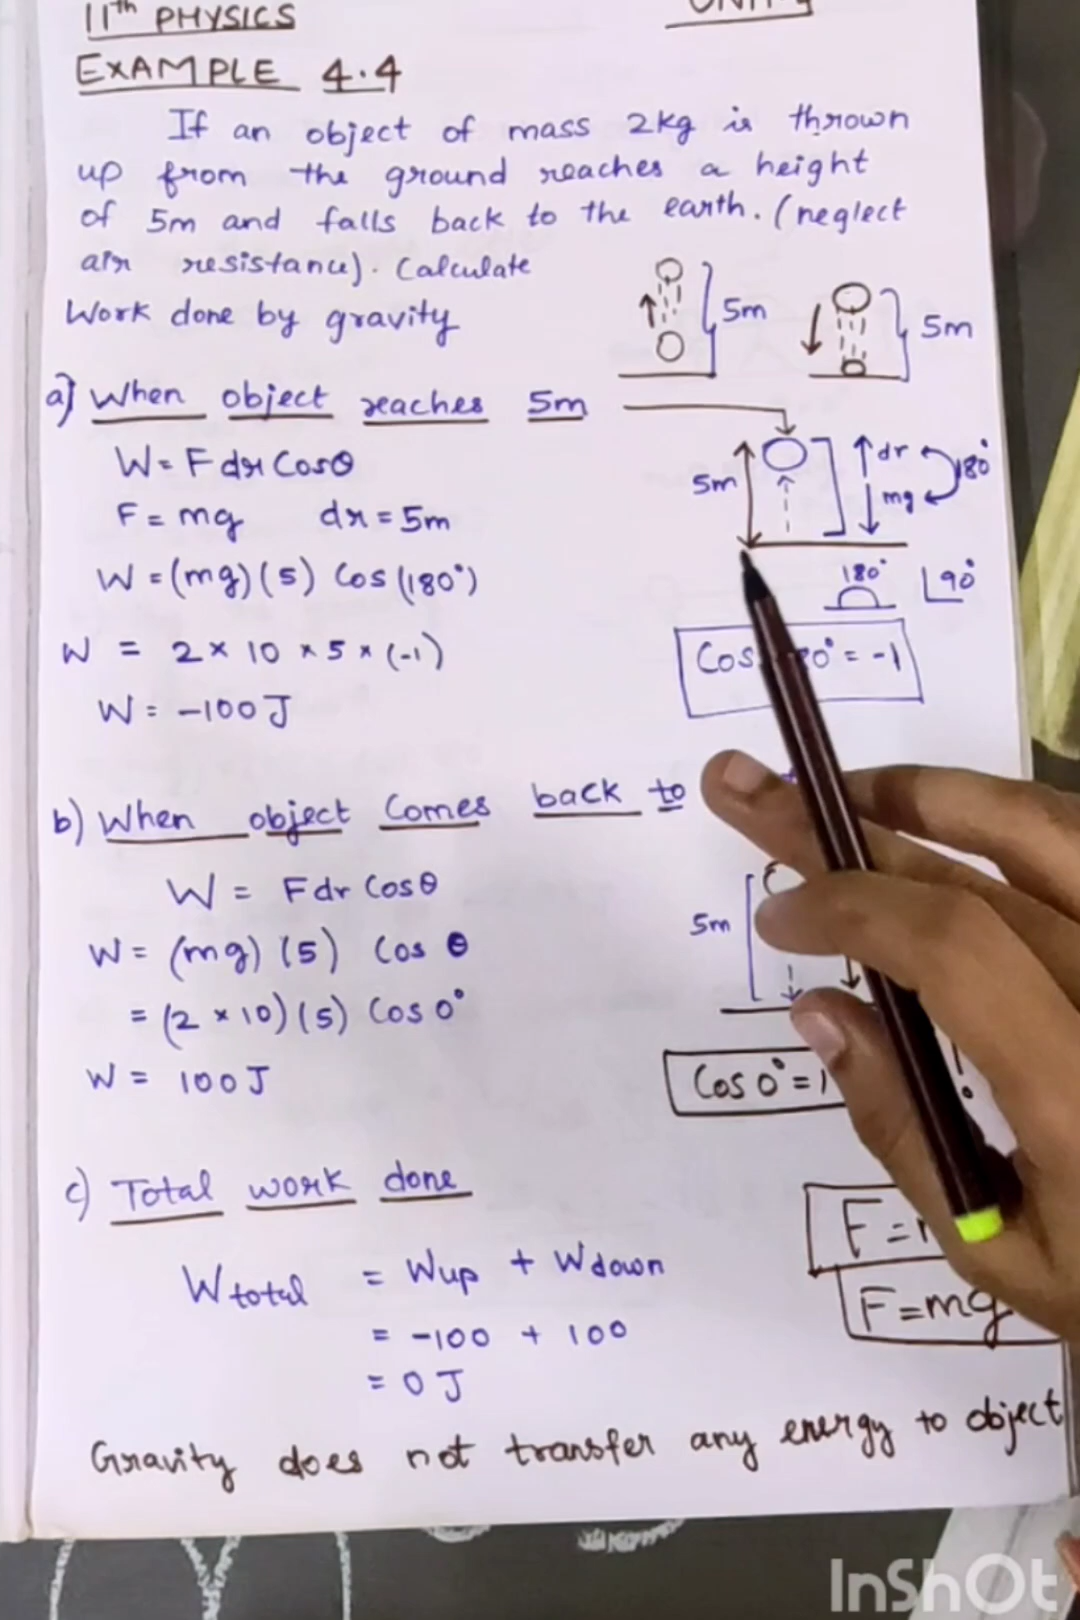 11th PHYSICS
EXAMPLE 4.4
If an object of mass 2kg is thrown
up from the ground reaches a height
of 5m and falls back to the earth. (neglect
air resistance). Calculate
Work done by gravity
5m
5m
a) When object reaches 5m
W = F dr Cosθ
F = mg dr = 5m
W = (mg) (5) Cos (180°)
W = 2 × 10 × 5 × (-1)
W = -100 J
5m
dr
180°
mg
180°
90°
Cos = -1
b) When object Comes back to
W = F dr Cosθ
W = (mg) (5) Cos θ
= (2 × 10) (5) Cos 0°
W = 100 J
5m
Cos 0° = 1
c) Total work done
W total = Wup + Wdown
= -100 + 100
= 0 J
F =
F = mg
Gravity does not transfer any energy to object
InShOt